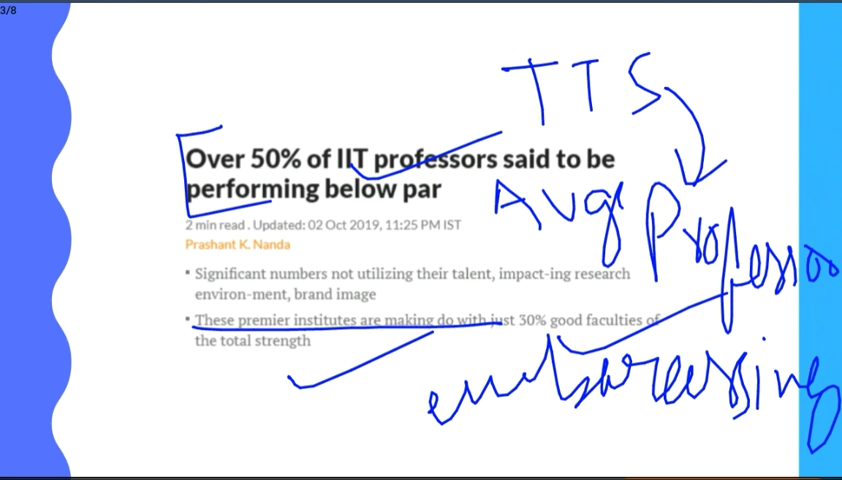 3/8
TTS
Over 50% of IIT professors said to be
performing below par
Avg Professor
2 min read . Updated: 02 Oct 2019, 11:25 PM IST
Prashant K. Nanda
• Significant numbers not utilizing their talent, impact-ing research
environ-ment, brand image
• These premier institutes are making do with just 30% good faculties of
the total strength